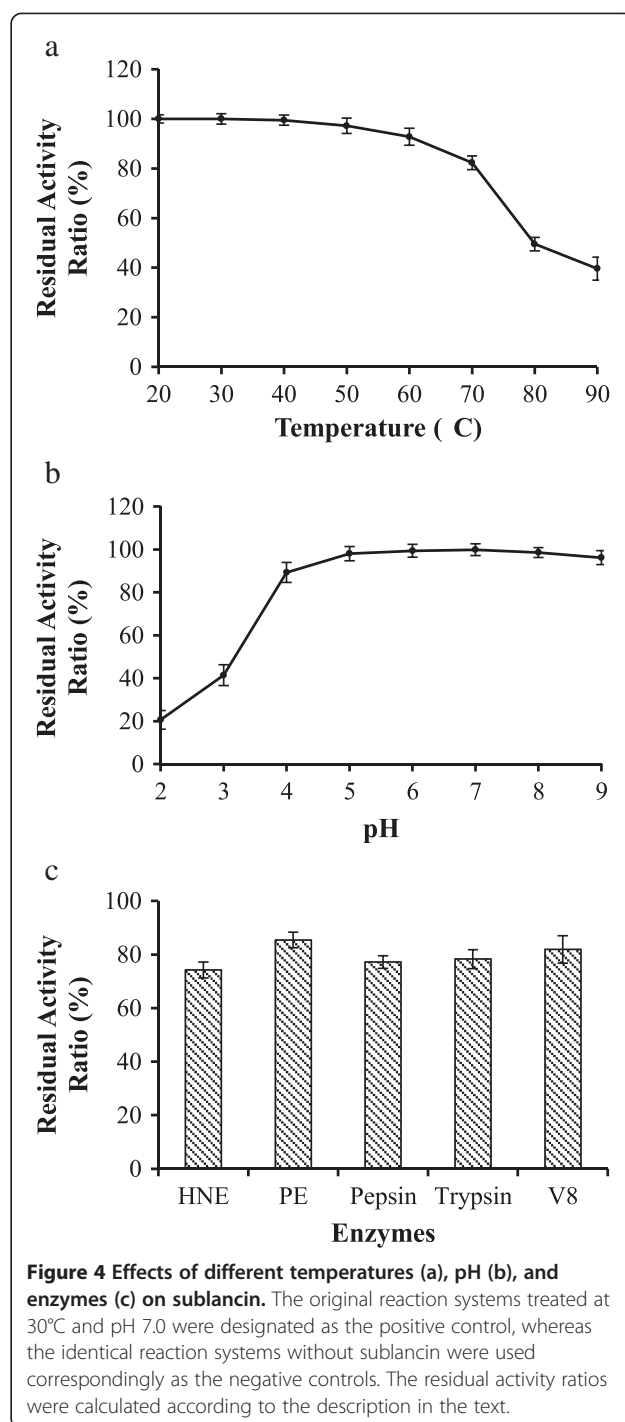 a
120
100
80
60
40
20
0
Residual Activity
Ratio (%)
20 30 40 50 60 70 80 90
Temperature ( C)
b
120
100
80
60
40
20
0
Residual Activity
Ratio (%)
2 3 4 5 6 7 8 9
pH
c
100
80
60
40
20
0
Residual Activity
Ratio (%)
HNE PE Pepsin Trypsin V8
Enzymes
Figure 4 Effects of different temperatures (a), pH (b), and
enzymes (c) on sublancin. The original reaction systems treated at
30°C and pH 7.0 were designated as the positive control, whereas
the identical reaction systems without sublancin were used
correspondingly as the negative controls. The residual activity ratios
were calculated according to the description in the text.